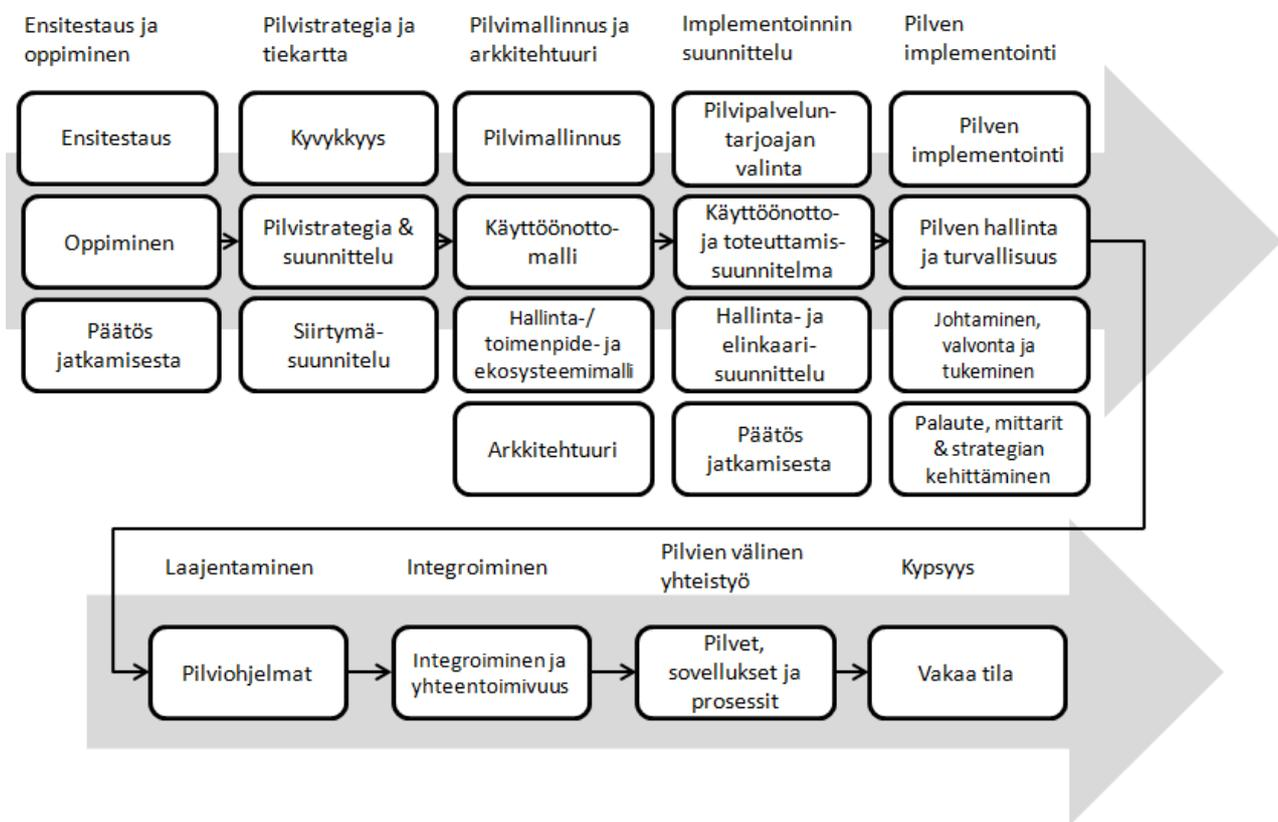 Ensitestaus ja
oppiminen
Pilvistrategia ja
tiekartta
Pilvimallinnus ja
arkkitehtuuri
Implementoinnin
suunnittelu
Pilven
implementointi
Ensitestaus
Oppiminen
Päätös
jatkamisesta
Kyvykkyys
Pilvistrategia &
suunnittelu
Siirtymä-
suunnitelu
Pilvimallinnus
Käyttöönotto-
malli
Hallinta-/
toimenpide- ja
ekosysteemimalli
Arkkitehtuuri
Pilvipalvelun-
tarjoajan
valinta
Käyttöönotto-
ja toteuttamis-
suunnitelma
Hallinta- ja
elinkaari-
suunnittelu
Päätös
jatkamisesta
Pilven
implementointi
Pilven hallinta
ja turvallisuus
Johtaminen,
valvonta ja
tukeminen
Palaute, mittarit
& strategian
kehittäminen
Laajentaminen
Integroiminen
Pilvien välinen
yhteistyö
Kypsyys
Pilviohjelmat
Integroiminen ja
yhteentoimivuus
Pilvet,
sovellukset ja
prosessit
Vakaa tila